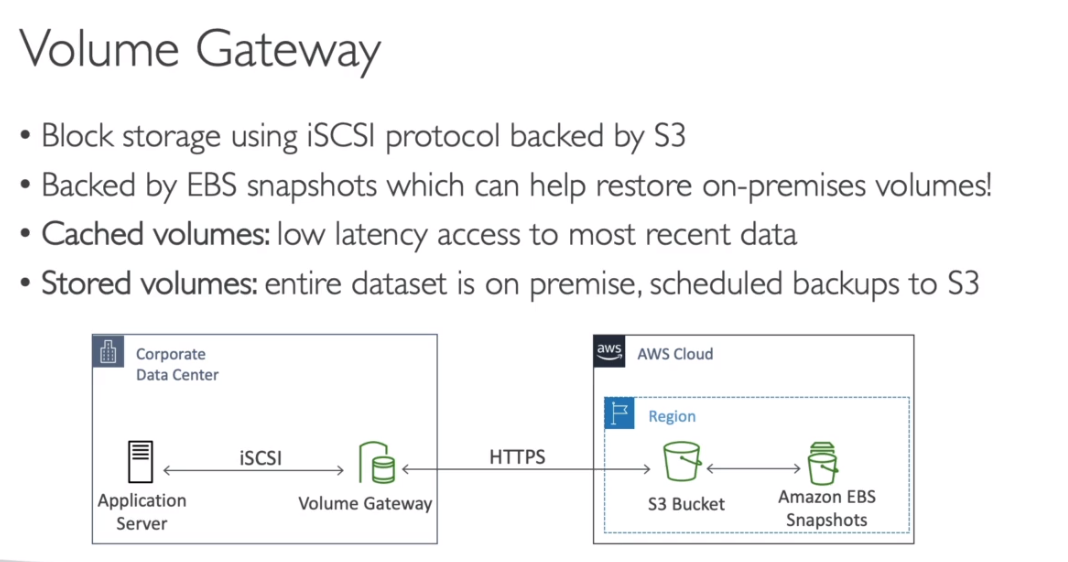 Volume Gateway
• Block storage using iSCSI protocol backed by S3
• Backed by EBS snapshots which can help restore on-premises volumes!
• Cached volumes: low latency access to most recent data
• Stored volumes: entire dataset is on premise, scheduled backups to S3
Corporate
Data Center
aws
AWS Cloud
Region
iSCSI
HTTPS
Application
Server
Volume Gateway
S3 Bucket
Amazon EBS
Snapshots